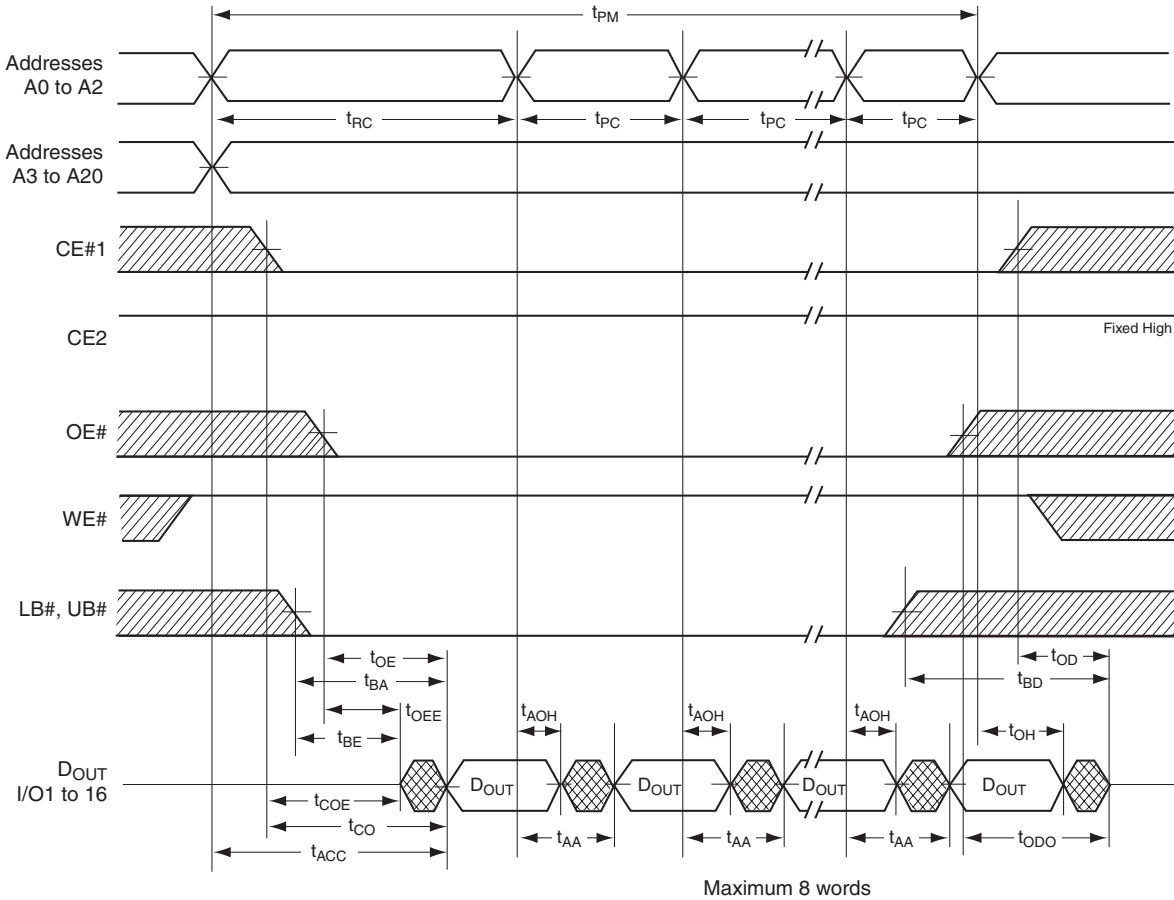 tPM
Addresses
A0 to A2
tRC
tPC
tPC
tPC
Addresses
A3 to A20
CE#1
CE2
Fixed High
OE#
WE#
LB#, UB#
tOE
tOD
tBA
tBD
tOEE
tAOH
tAOH
tAOH
tBE
tOH
DOUT
I/O1 to 16
DOUT
DOUT
DOUT
DOUT
tCOE
tCO
tAA
tAA
tAA
tODO
tACC
Maximum 8 words